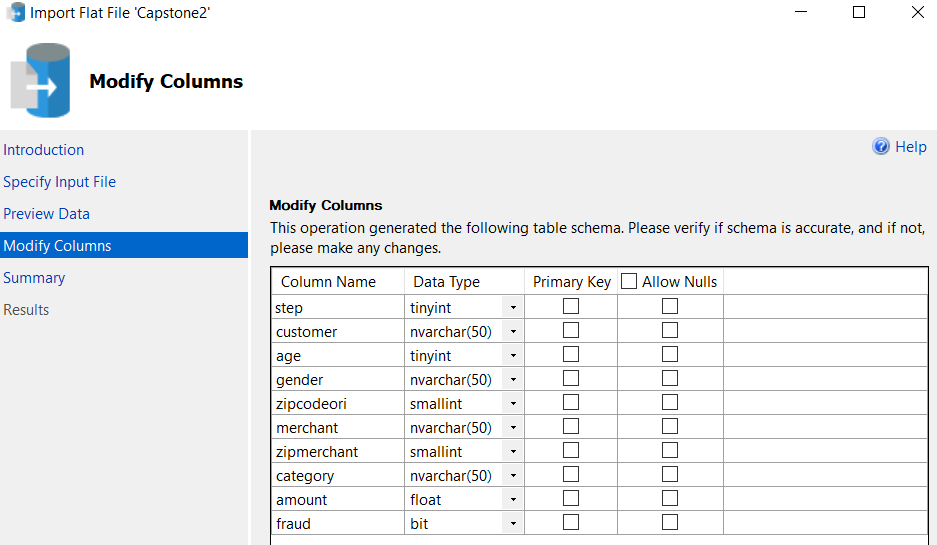 Import Flat File 'Capstone2'
Modify Columns
Introduction
Specify Input File
Preview Data
Modify Columns
Summary
Results
Help
Modify Columns
This operation generated the following table schema. Please verify if schema is accurate, and if not,
please make any changes.
Column Name Data Type Primary Key Allow Nulls
step tinyint
customer nvarchar(50)
age tinyint
gender nvarchar(50)
zipcodeori smallint
merchant nvarchar(50)
zipmerchant smallint
category nvarchar(50)
amount float
fraud bit